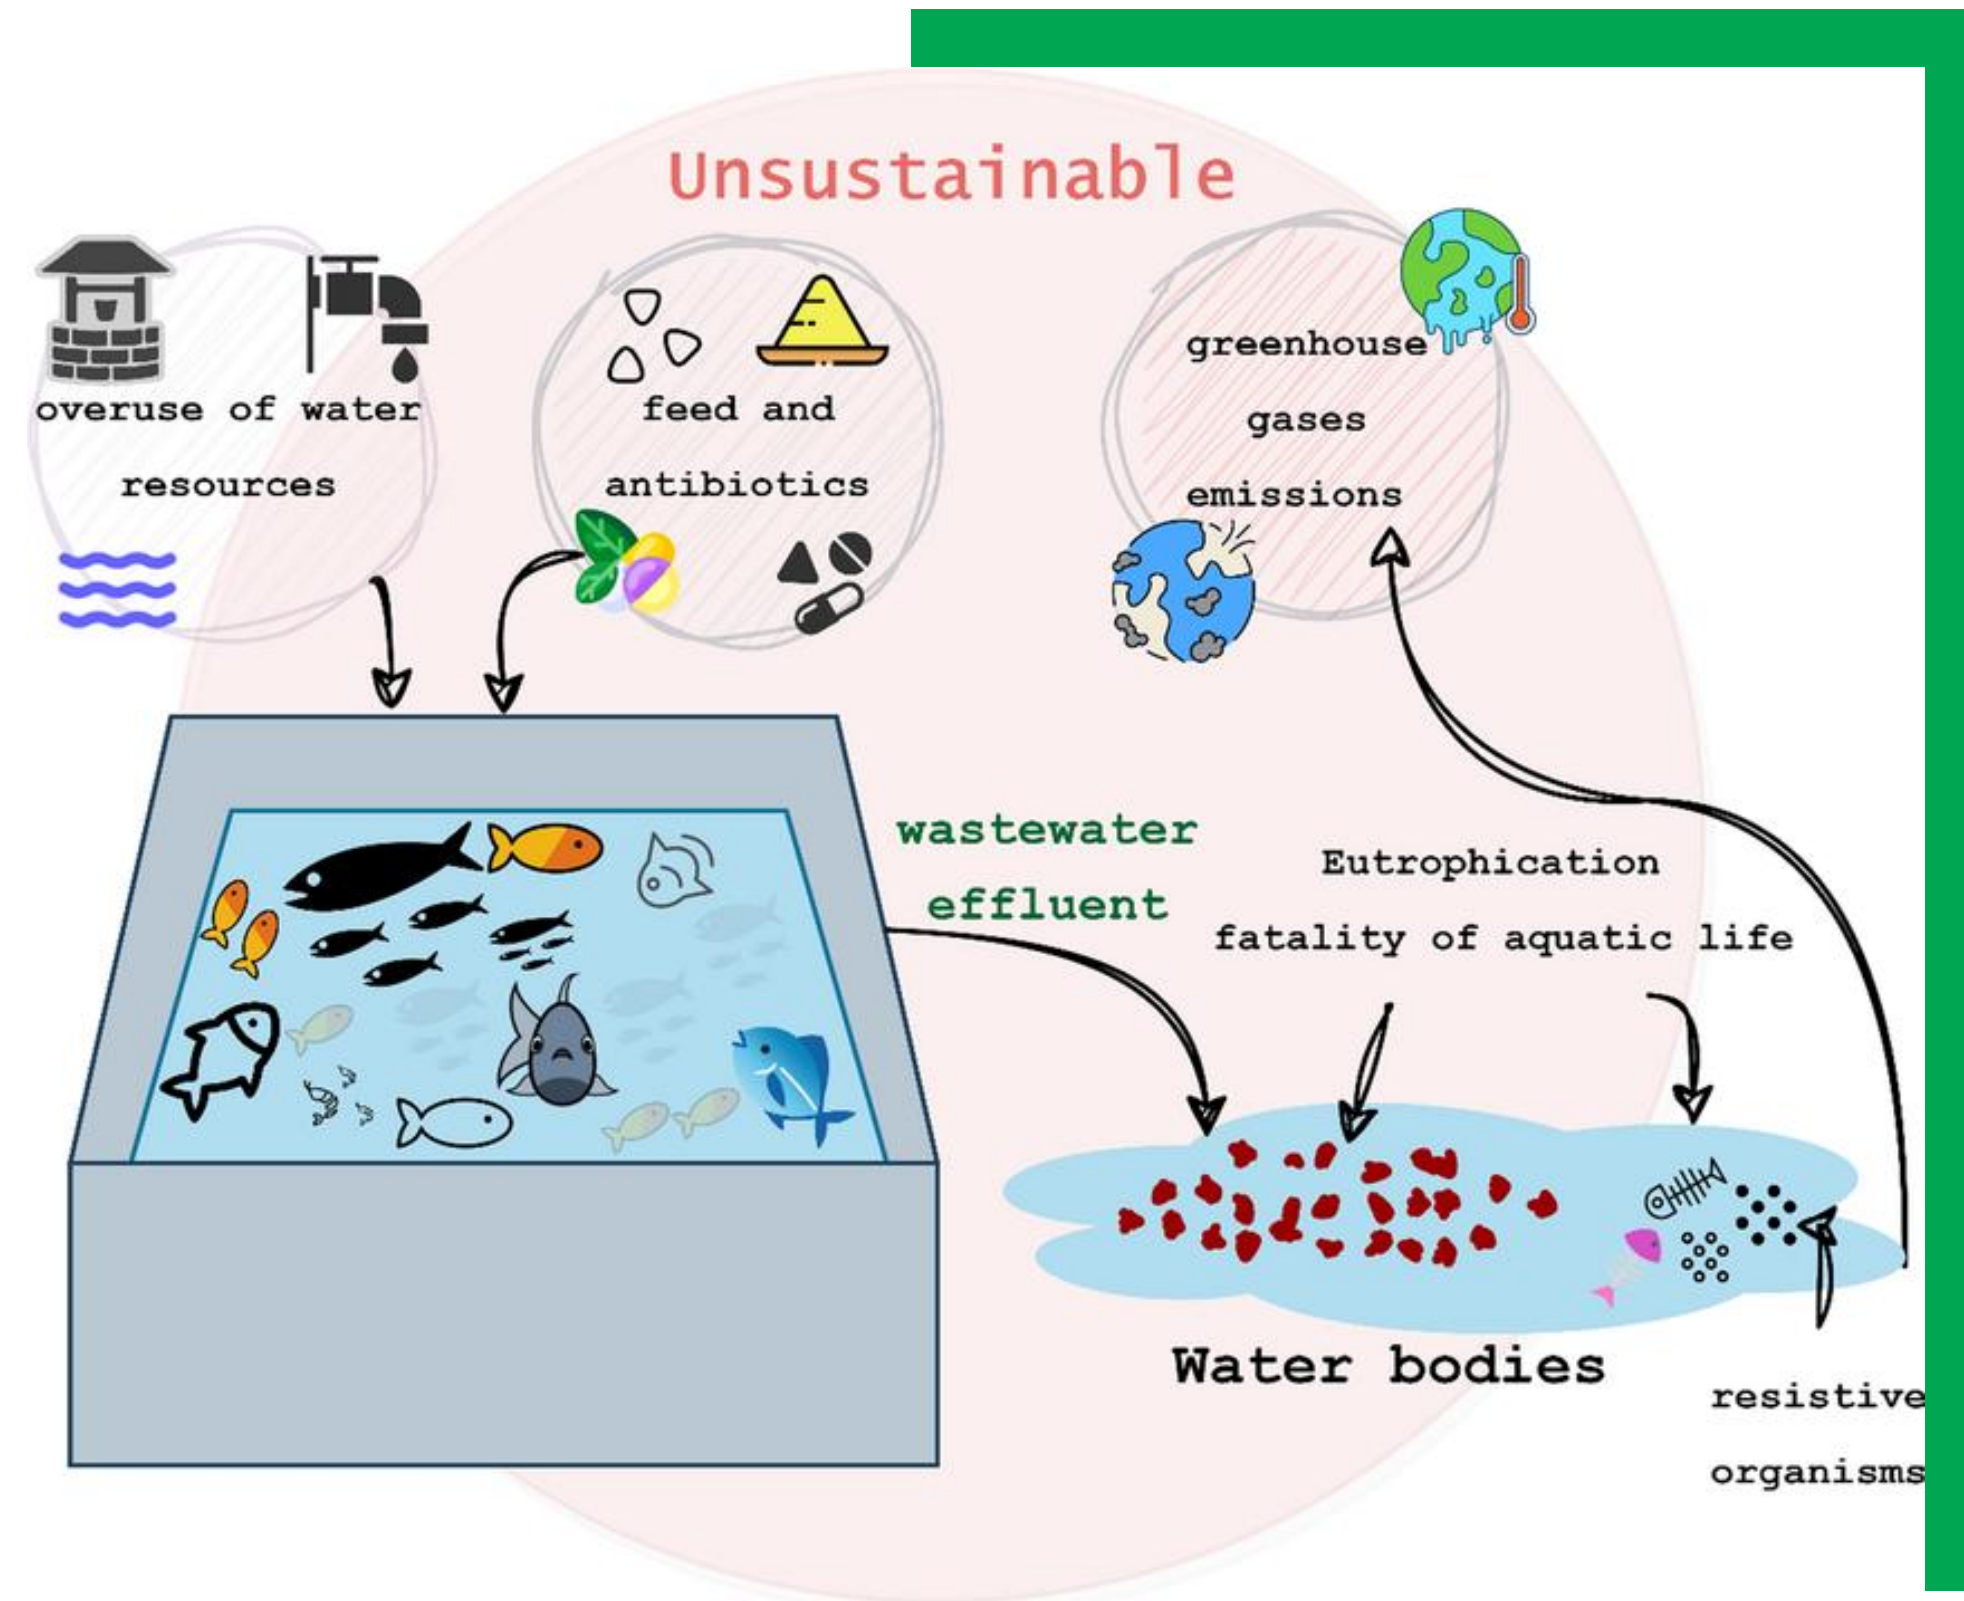 Unsustainable
overuse of water
resources
feed and
antibiotics
greenhouse
gases
emissions
wastewater
effluent
Eutrophication
fatality of aquatic life
Water bodies
resistive
organisms